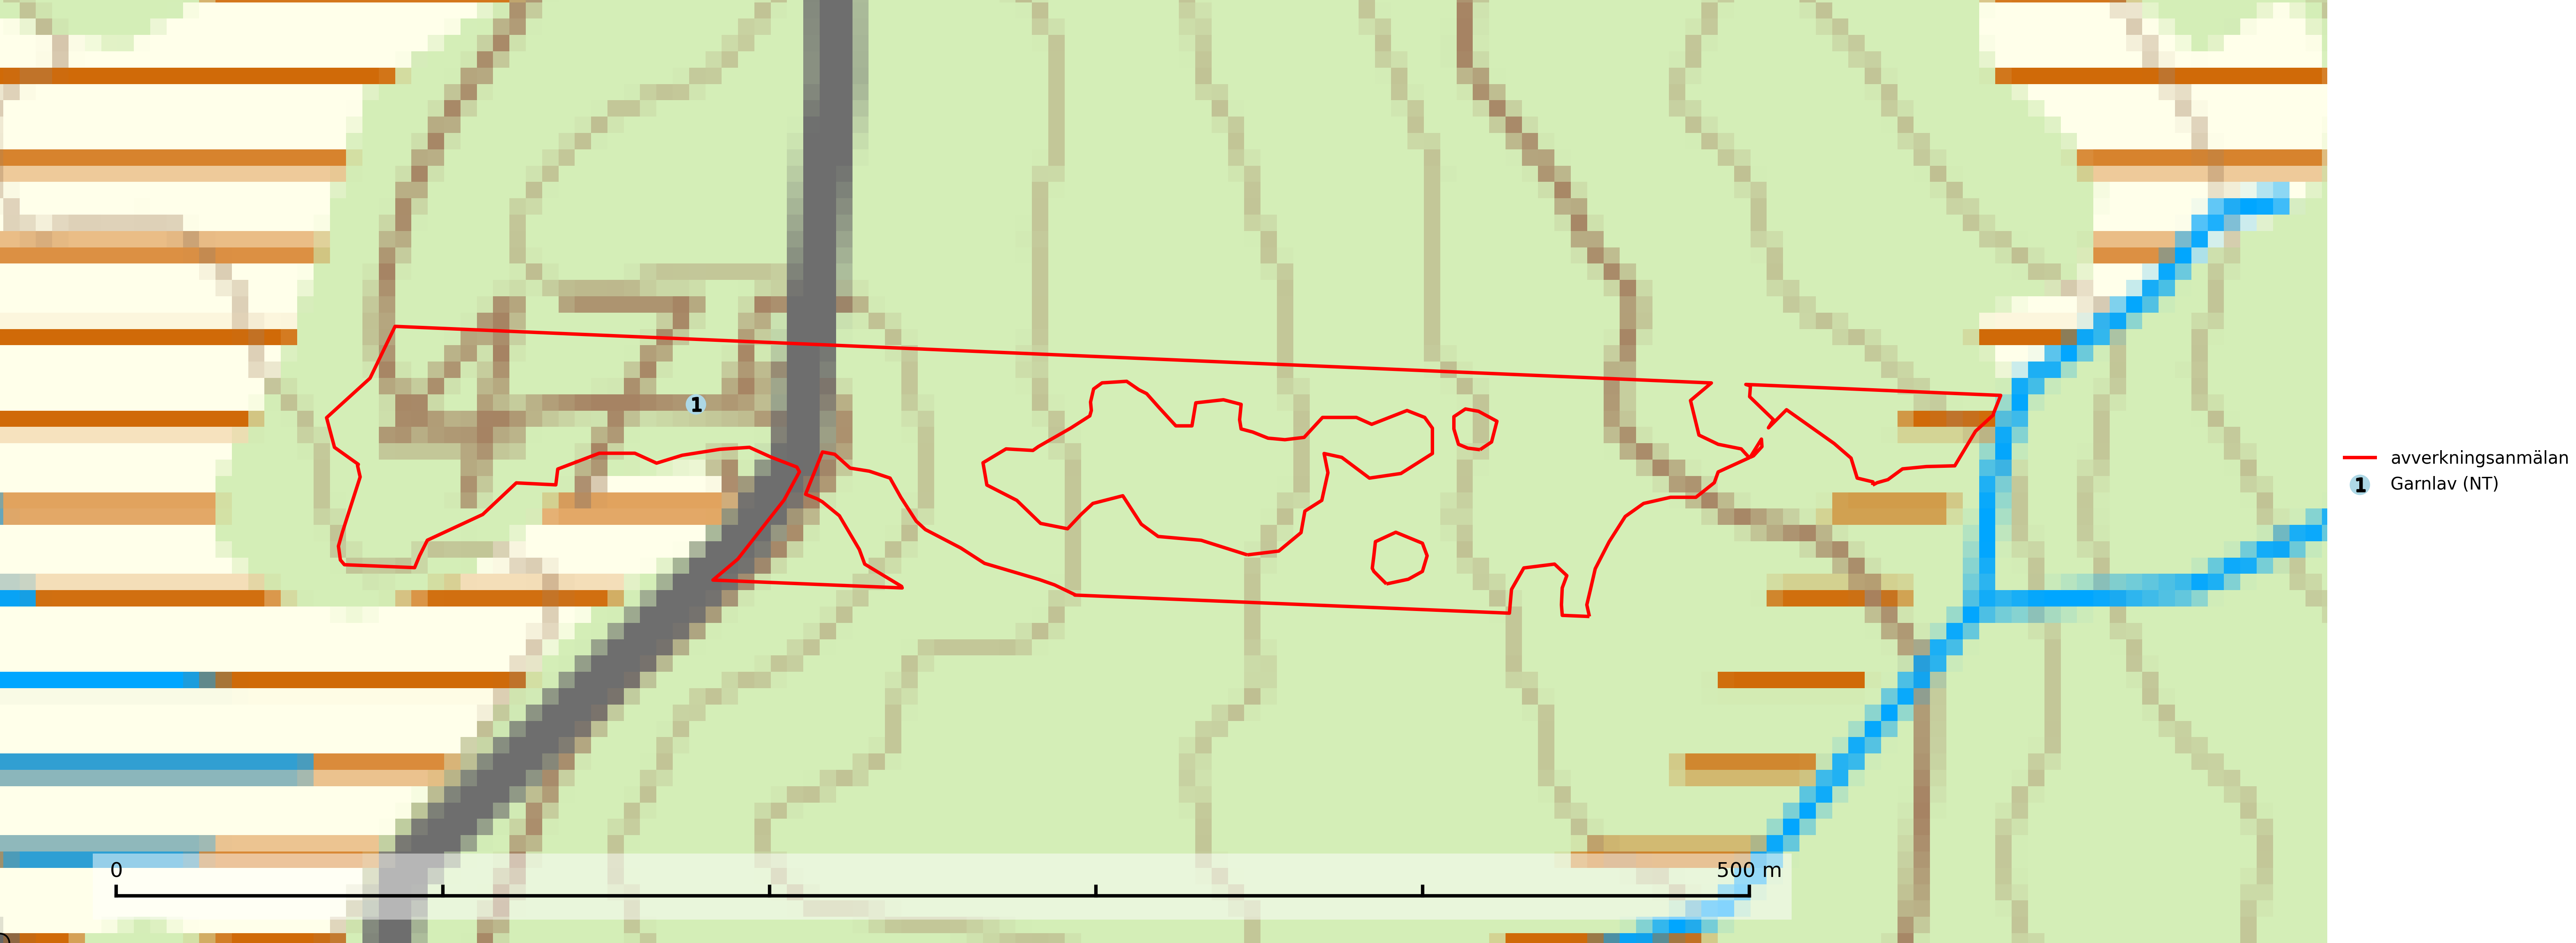 1
avverkningsanmälan
1 Garnlav (NT)
0 500 m